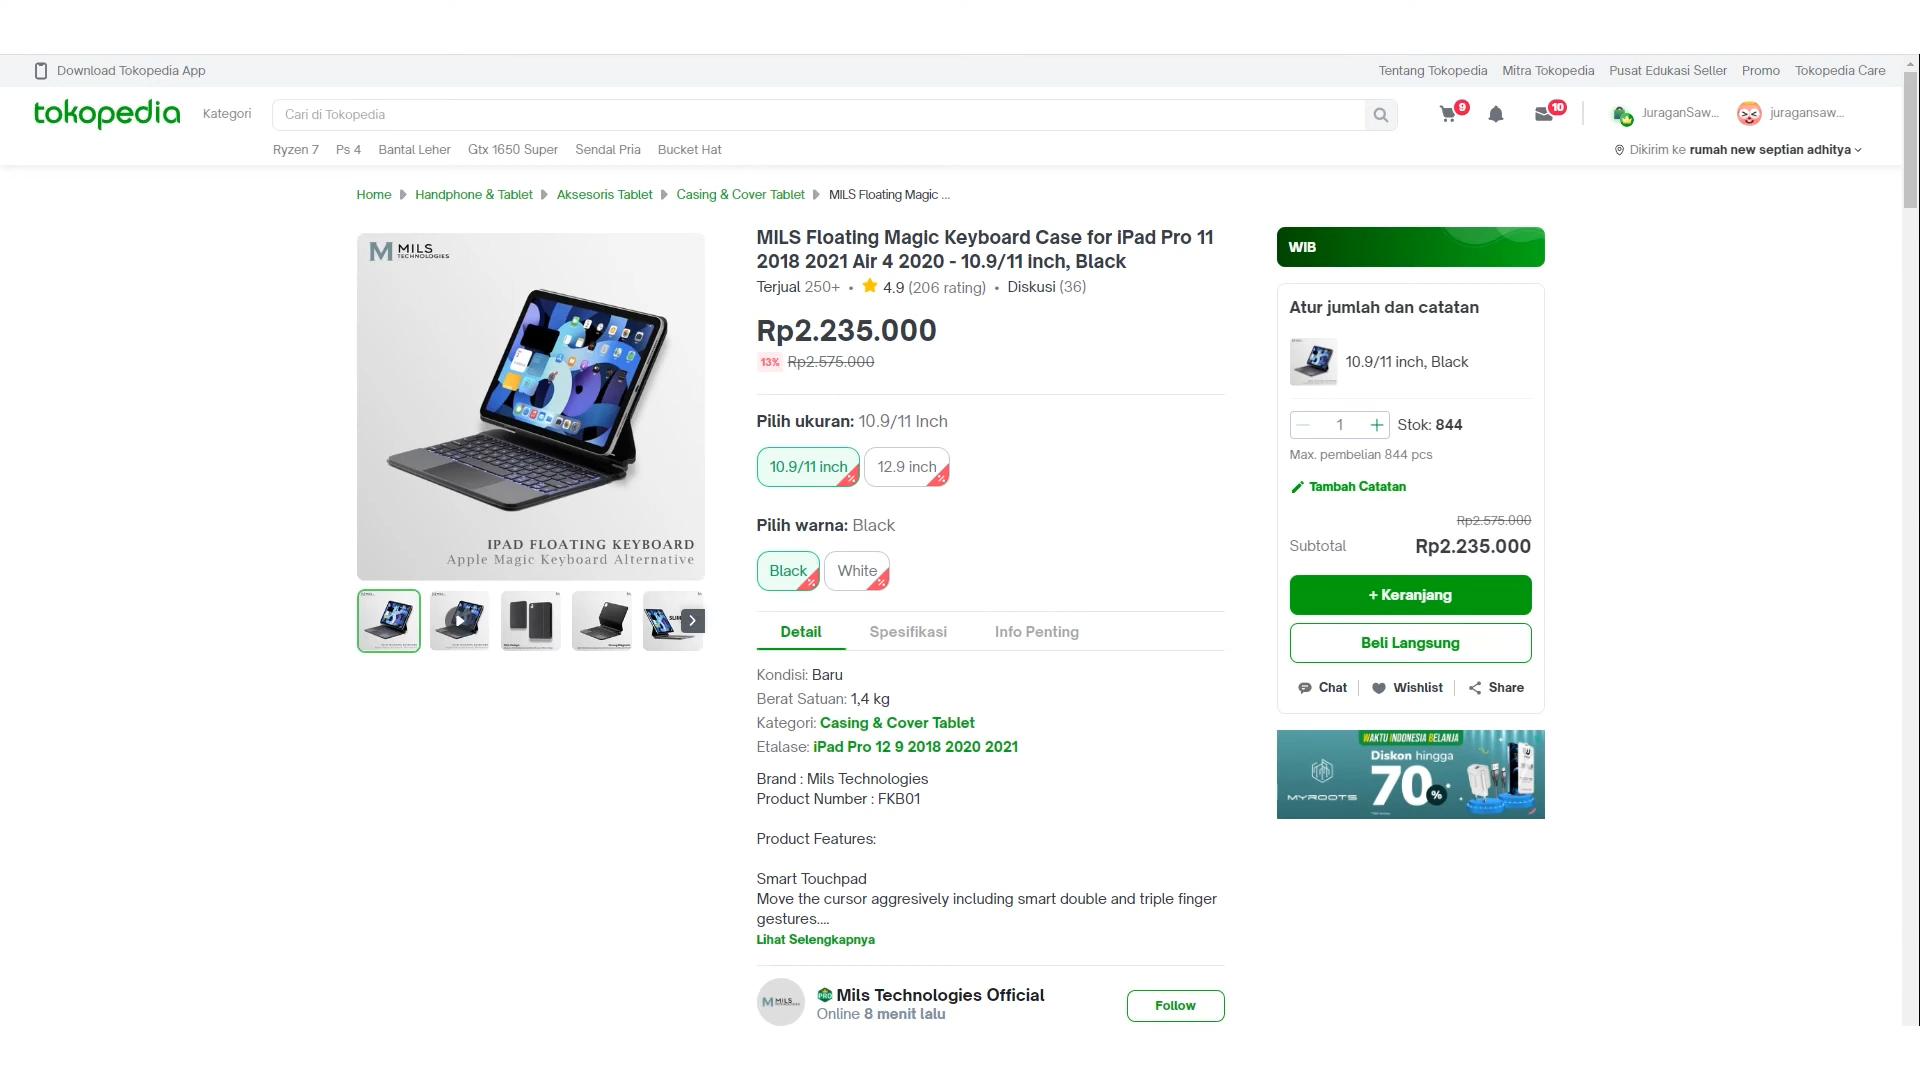 Download Tokopedia App
Tentang Tokopedia Mitra Tokopedia Pusat Edukasi Seller Promo Tokopedia Care
tokopedia Kategori Cari di Tokopedia 9 10 JuraganSaw... juragansaw...
Ryzen 7 Ps 4 Bantal Leher Gtx 1650 Super Sendal Pria Bucket Hat
Dikirim ke rumah new septian adhitya
Home Handphone & Tablet Aksesoris Tablet Casing & Cover Tablet MILS Floating Magic ...
M MILS
TECHNOLOGIES
IPAD FLOATING KEYBOARD
Apple Magic Keyboard Alternative
MILS Floating Magic Keyboard Case for iPad Pro 11
2018 2021 Air 4 2020 - 10.9/11 inch, Black
Terjual 250+ • 4.9 (206 rating) • Diskusi (36)
Rp2.235.000
13% Rp2.575.000
Pilih ukuran: 10.9/11 Inch
10.9/11 inch 12.9 inch
Pilih warna: Black
Black White
Detail Spesifikasi Info Penting
Kondisi: Baru
Berat Satuan: 1,4 kg
Kategori: Casing & Cover Tablet
Etalase: iPad Pro 12 9 2018 2020 2021
Brand : Mils Technologies
Product Number : FKB01
Product Features:
Smart Touchpad
Move the cursor aggresively including smart double and triple finger
gestures....
Lihat Selengkapnya
M MILS
PRO Mils Technologies Official
Online 8 menit lalu
Follow
WIB
Atur jumlah dan catatan
10.9/11 inch, Black
1 Stok: 844
Max. pembelian 844 pcs
Tambah Catatan
Rp2.575.000
Subtotal Rp2.235.000
+ Keranjang
Beli Langsung
Chat Wishlist Share
WAKTU INDONESIA BELANJA
Diskon hingga
70%
MYROOTS